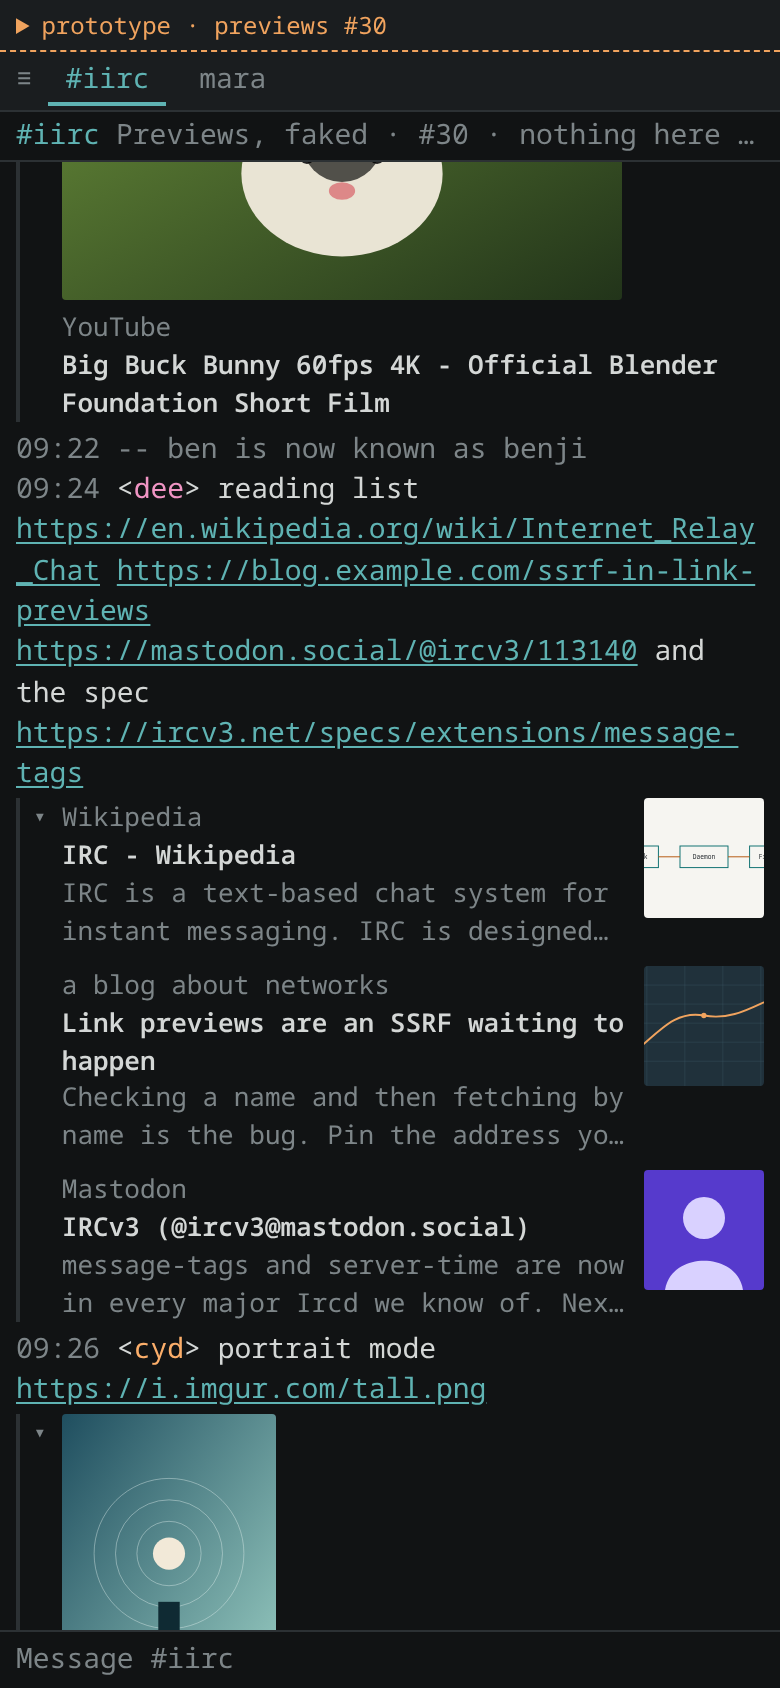 ▶ prototype · previews #30
≡ #iirc mara
#iirc Previews, faked · #30 · nothing here …
YouTube
Big Buck Bunny 60fps 4K - Official Blender
Foundation Short Film
09:22 -- ben is now known as benji
09:24 <dee> reading list
https://en.wikipedia.org/wiki/Internet_Relay
_Chat https://blog.example.com/ssrf-in-link-
previews
https://mastodon.social/@ircv3/113140 and
the spec
https://ircv3.net/specs/extensions/message-
tags
▾ Wikipedia
IRC - Wikipedia
IRC is a text-based chat system for
instant messaging. IRC is designed…
Daemon
a blog about networks
Link previews are an SSRF waiting to
happen
Checking a name and then fetching by
name is the bug. Pin the address yo…
Mastodon
IRCv3 (@ircv3@mastodon.social)
message-tags and server-time are now
in every major Ircd we know of. Nex…
09:26 <cyd> portrait mode
https://i.imgur.com/tall.png
▾
Message #iirc